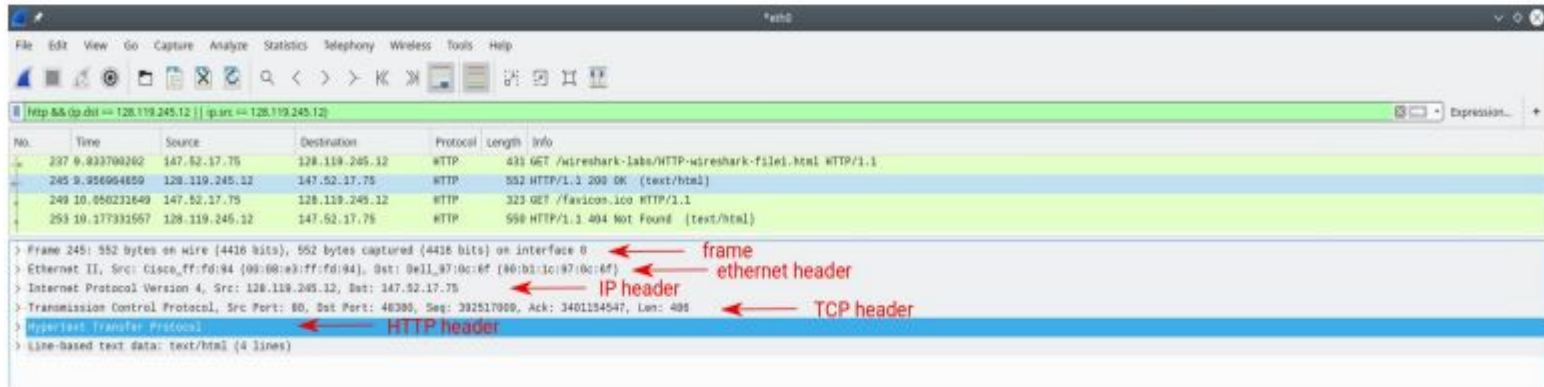 *eth0
File Edit View Go Capture Analyze Statistics Telephony Wireless Tools Help
http && (ip.dst == 128.119.245.12 || ip.src == 128.119.245.12)
Expression... +
No. Time Source Destination Protocol Length Info
237 9.833700202 147.52.17.75 128.119.245.12 HTTP 431 GET /wireshark-labs/HTTP-wireshark-file1.html HTTP/1.1
245 9.956964659 128.119.245.12 147.52.17.75 HTTP 552 HTTP/1.1 200 OK (text/html)
249 10.050231649 147.52.17.75 128.119.245.12 HTTP 323 GET /favicon.ico HTTP/1.1
253 10.177331557 128.119.245.12 147.52.17.75 HTTP 550 HTTP/1.1 404 Not Found (text/html)
> Frame 245: 552 bytes on wire (4416 bits), 552 bytes captured (4416 bits) on interface 0 frame
> Ethernet II, Src: Cisco_ff:fd:94 (00:08:e3:ff:fd:94), Dst: Dell_97:0c:6f (00:b1:1c:97:0c:6f) ethernet header
> Internet Protocol Version 4, Src: 128.119.245.12, Dst: 147.52.17.75 IP header
> Transmission Control Protocol, Src Port: 80, Dst Port: 40380, Seq: 392517009, Ack: 3401154547, Len: 486 TCP header
> Hypertext Transfer Protocol HTTP header
> Line-based text data: text/html (4 lines)